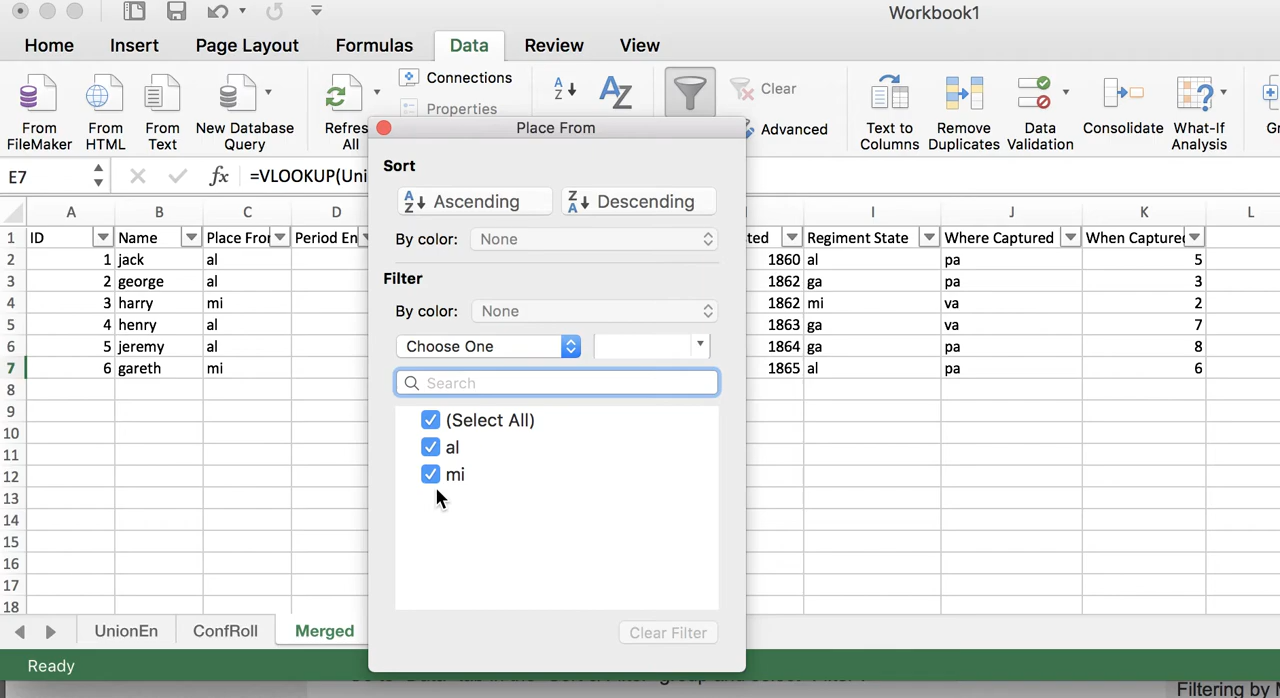 Workbook1
Home Insert Page Layout Formulas Data Review View
Connections
Properties
Clear
Advanced
From FileMaker
From HTML
From Text
New Database Query
Refres
All
Text to Columns
Remove Duplicates
Data Validation
Consolidate
What-If Analysis
Gr
E7 fx =VLOOKUP(Uni
Place From
Sort
Ascending Descending
By color: None
Filter
By color: None
Choose One
Search
(Select All)
al
mi
Clear Filter
A B C D I J K L
1 ID Name Place Fro Period En ted Regiment State Where Captured When Capture
2 1 jack al 1860 al pa 5
3 2 george al 1862 ga pa 3
4 3 harry mi 1862 mi va 2
5 4 henry al 1863 ga va 7
6 5 jeremy al 1864 ga pa 8
7 6 gareth mi 1865 al pa 6
8
9
10
11
12
13
14
15
16
17
18
UnionEn ConfRoll Merged
Ready
Filtering by